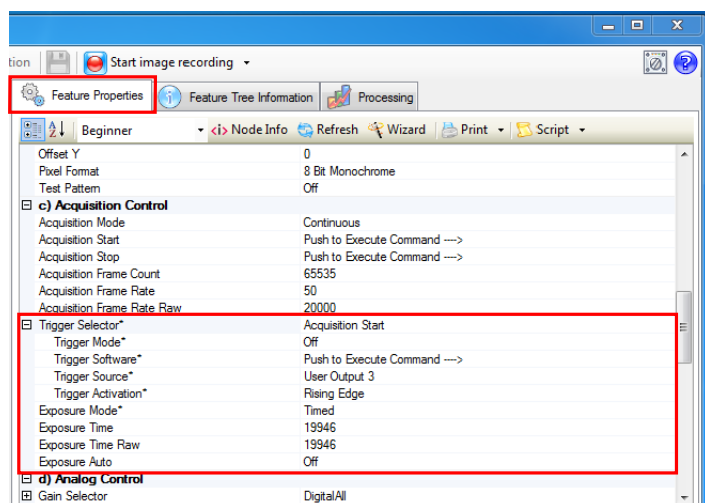 tion Start image recording
Feature Properties i Feature Tree Information Processing
Beginner <i> Node Info Refresh Wizard Print Script
Offset Y 0
Pixel Format 8 Bit Monochrome
Test Pattern Off
c) Acquisition Control
Acquisition Mode Continuous
Acquisition Start Push to Execute Command ---->
Acquisition Stop Push to Execute Command ---->
Acquisition Frame Count 65535
Acquisition Frame Rate 50
Acquisition Frame Rate Raw 20000
Trigger Selector* Acquisition Start
Trigger Mode* Off
Trigger Software* Push to Execute Command ---->
Trigger Source* User Output 3
Trigger Activation* Rising Edge
Exposure Mode* Timed
Exposure Time 19946
Exposure Time Raw 19946
Exposure Auto Off
d) Analog Control
Gain Selector DigitalAll